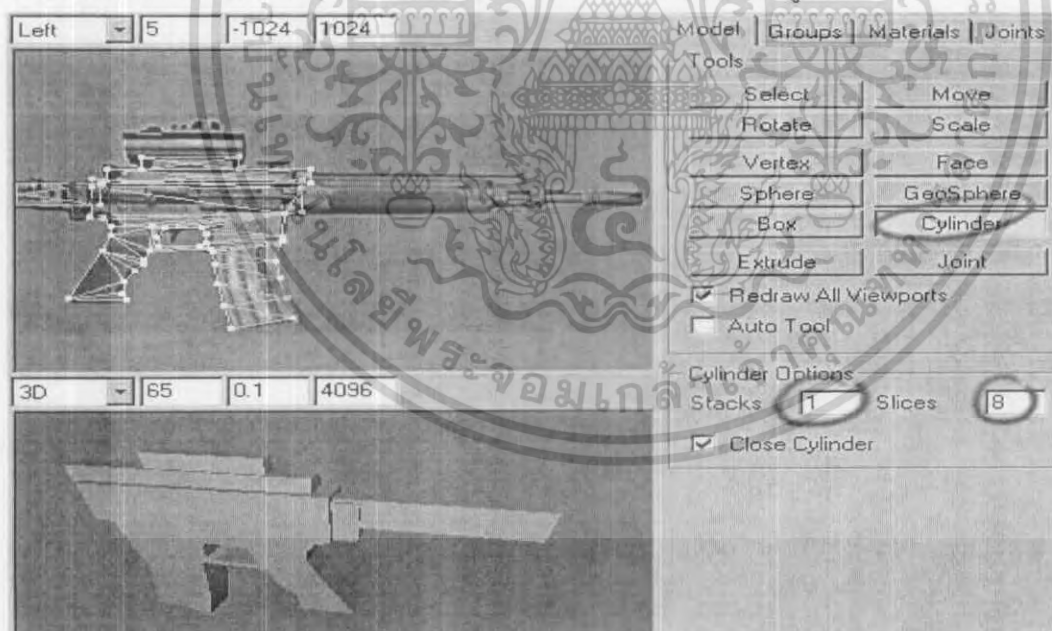 Left 5 -1024 1024
Model Groups Materials Joints
Tools
Select Move
Rotate Scale
Vertex Face
Sphere GeoSphere
Box Cylinder
Extrude Joint
Redraw All Viewports
Auto Tool
3D 65 0.1 4096
Cylinder Options
Stacks 1 Slices 8
Close Cylinder